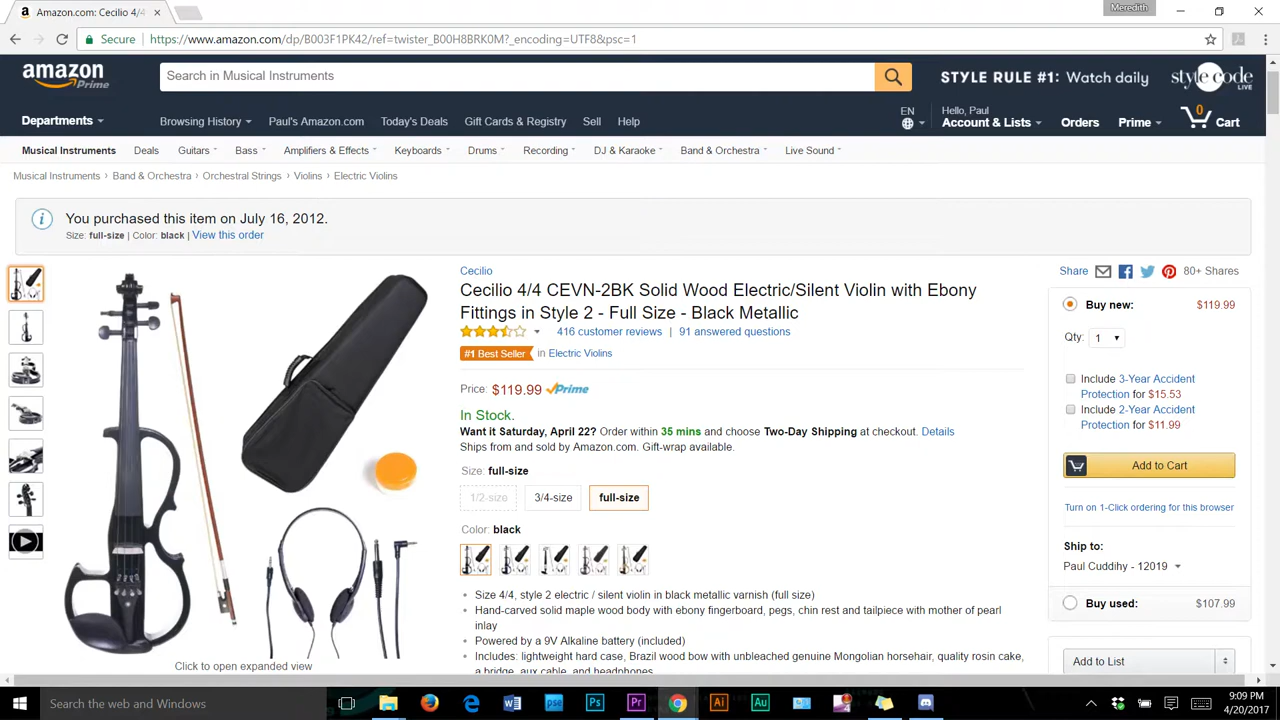 Amazon.com: Cecilio 4/4
Meredith
Secure
https://www.amazon.com/dp/B003F1PK42/ref=twister_B00H8BRK0M?_encoding=UTF8&psc=1
amazon Prime
Search in Musical Instruments
STYLE RULE #1: Watch daily
style code LIVE
Departments
Browsing History
Paul's Amazon.com
Today's Deals
Gift Cards & Registry
Sell
Help
EN
Hello, Paul
Account & Lists
Orders
Prime
0
Cart
Musical Instruments
Deals
Guitars
Bass
Amplifiers & Effects
Keyboards
Drums
Recording
DJ & Karaoke
Band & Orchestra
Live Sound
Musical Instruments › Band & Orchestra › Orchestral Strings › Violins › Electric Violins
You purchased this item on July 16, 2012.
Size: full-size | Color: black | View this order
Click to open expanded view
Cecilio
Cecilio 4/4 CEVN-2BK Solid Wood Electric/Silent Violin with Ebony
Fittings in Style 2 - Full Size - Black Metallic
416 customer reviews | 91 answered questions
#1 Best Seller in Electric Violins
Price: $119.99 Prime
In Stock.
Want it Saturday, April 22? Order within 35 mins and choose Two-Day Shipping at checkout. Details
Ships from and sold by Amazon.com. Gift-wrap available.
Size: full-size
1/2-size
3/4-size
full-size
Color: black
• Size 4/4, style 2 electric / silent violin in black metallic varnish (full size)
• Hand-carved solid maple wood body with ebony fingerboard, pegs, chin rest and tailpiece with mother of pearl
inlay
• Powered by a 9V Alkaline battery (included)
• Includes: lightweight hard case, Brazil wood bow with unbleached genuine Mongolian horsehair, quality rosin cake,
a bridge, aux cable, and headphones
Share
80+ Shares
Buy new: $119.99
Qty: 1
Include 3-Year Accident
Protection for $15.53
Include 2-Year Accident
Protection for $11.99
Add to Cart
Turn on 1-Click ordering for this browser
Ship to:
Paul Cuddihy - 12019
Buy used: $107.99
Add to List
Search the web and Windows
pse
Ps
Pr
Ai
Au
9:09 PM
4/20/2017